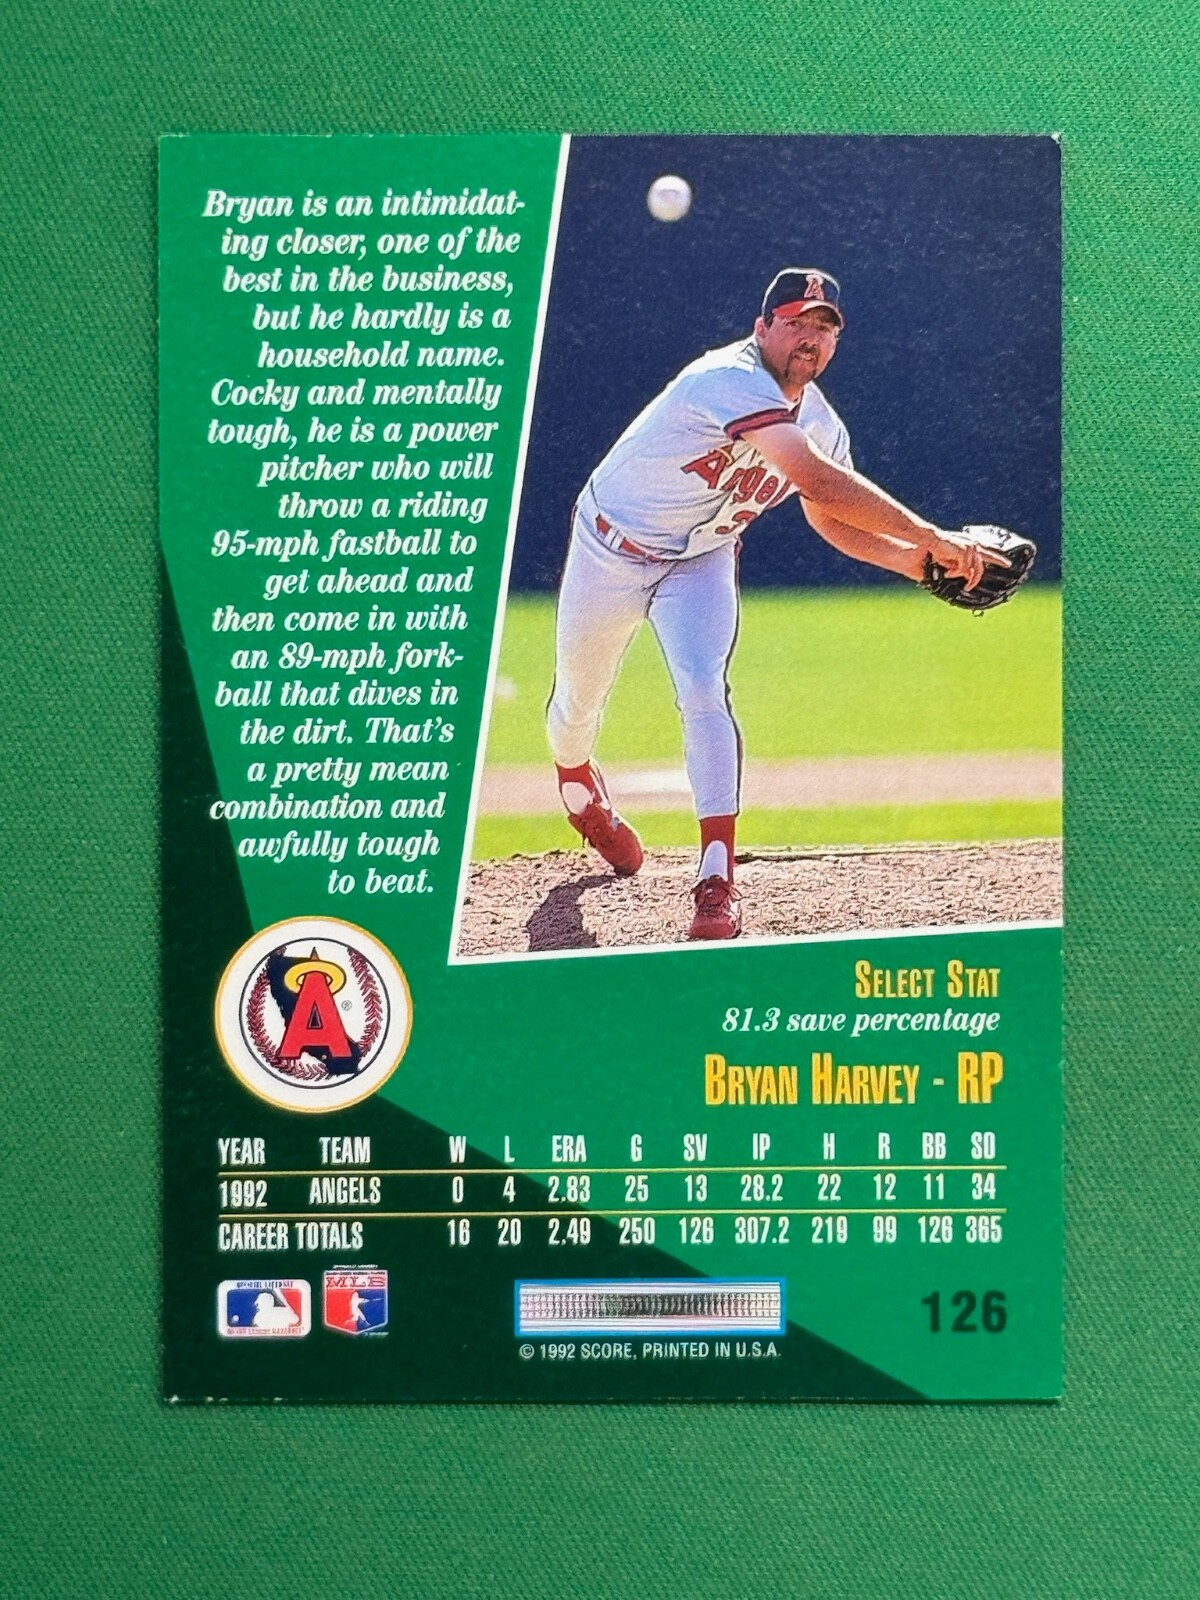 Bryan is an intimidat-
ing closer, one of the
best in the business,
but he hardly is a
household name.
Cocky and mentally
tough, he is a power
pitcher who will
throw a riding
95-mph fastball to
get ahead and
then come in with
an 89-mph fork-
ball that dives in
the dirt. That's
a pretty mean
combination and
awfully tough
to beat.
A
Angel
3
A ®
SELECT STAT
81.3 save percentage
BRYAN HARVEY - RP
YEAR TEAM W L ERA G SV IP H R BB SO
1992 ANGELS 0 4 2.83 25 13 28.2 22 12 11 34
CAREER TOTALS 16 20 2.49 250 126 307.2 219 99 126 365
MLB
126
© 1992 SCORE, PRINTED IN U.S.A.